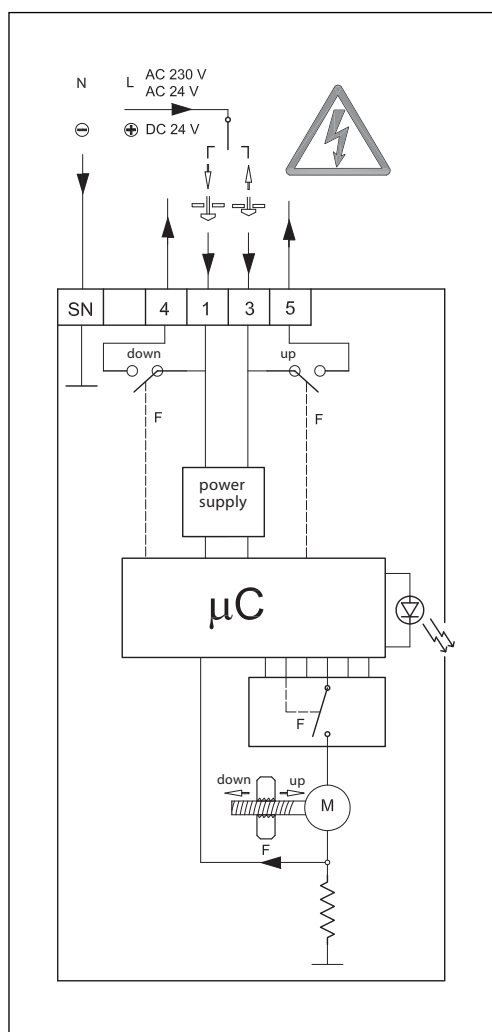 N L AC 230 V
AC 24 V
⊖ ⊕ DC 24 V
SN 4 1 3 5
down up
F F
power
supply
µC
F
down up
M
F